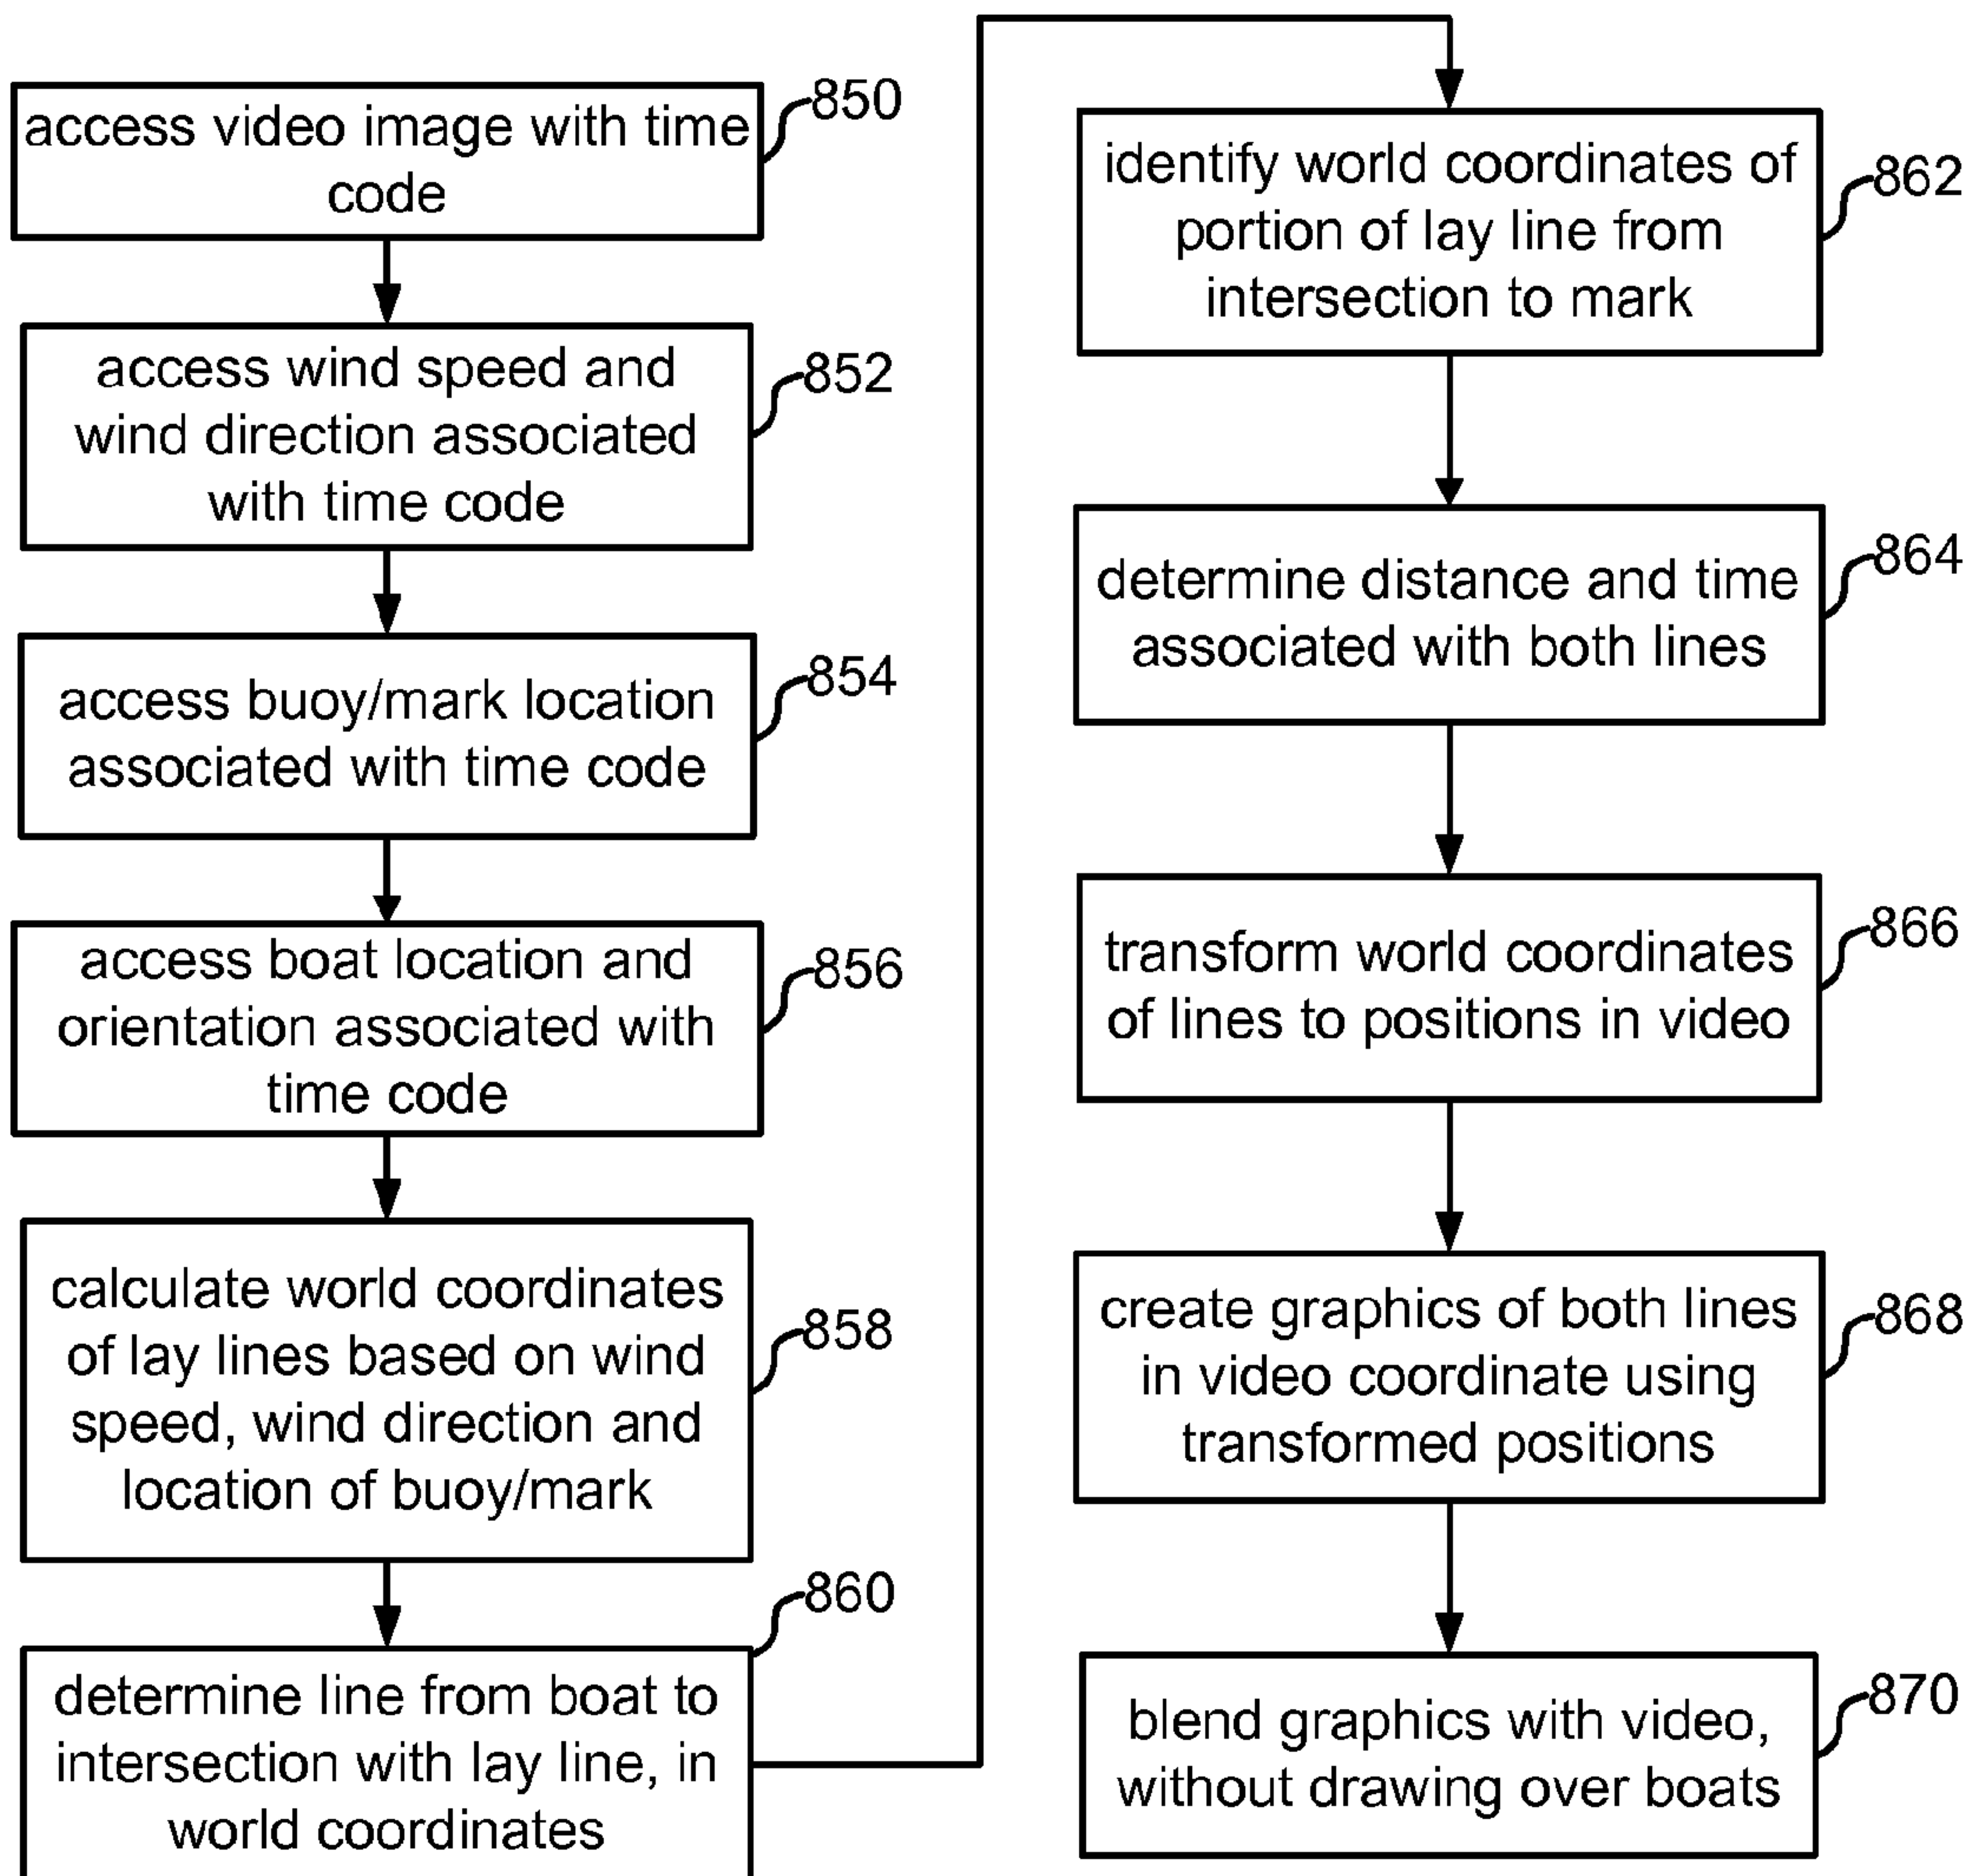 access video image with time
code
850
access wind speed and
wind direction associated
with time code
852
access buoy/mark location
associated with time code
854
access boat location and
orientation associated with
time code
856
calculate world coordinates
of lay lines based on wind
speed, wind direction and
location of buoy/mark
858
determine line from boat to
intersection with lay line, in
world coordinates
860
identify world coordinates of
portion of lay line from
intersection to mark
862
determine distance and time
associated with both lines
864
transform world coordinates
of lines to positions in video
866
create graphics of both lines
in video coordinate using
transformed positions
868
blend graphics with video,
without drawing over boats
870